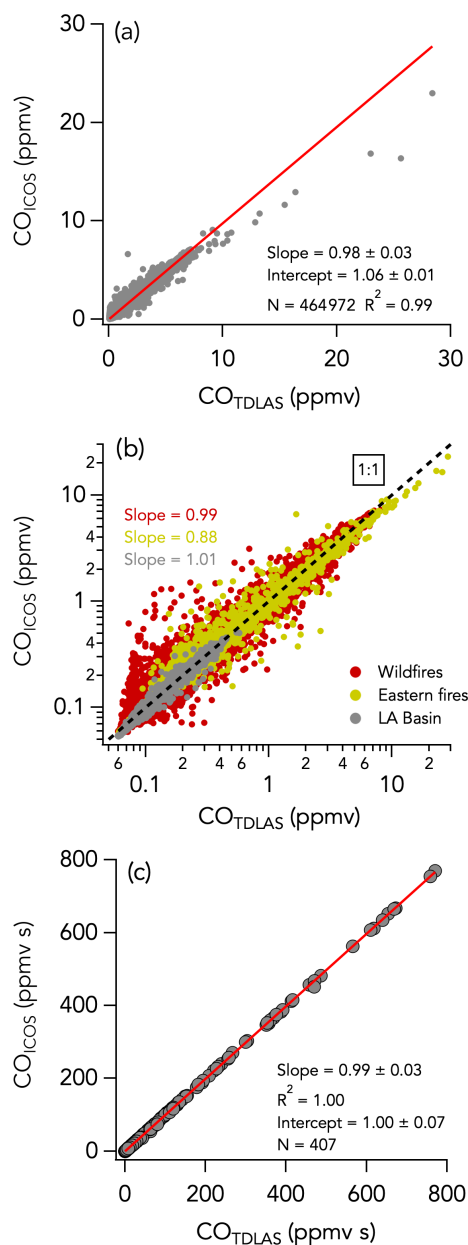 (a)
30
20
10
0
CO_ICOS (ppmv)
Slope = 0.98 ± 0.03
Intercept = 1.06 ± 0.01
N = 464972 R² = 0.99
0 10 20 30
CO_TDLAS (ppmv)
(b)
1:1
2
10
6
4
2
1
6
4
2
0.1
CO_ICOS (ppmv)
Slope = 0.99
Slope = 0.88
Slope = 1.01
Wildfires
Eastern fires
LA Basin
6 2 4 6 2 4 6 2
0.1 1 10
CO_TDLAS (ppmv)
(c)
800
600
400
200
0
CO_ICOS (ppmv s)
Slope = 0.99 ± 0.03
R² = 1.00
Intercept = 1.00 ± 0.07
N = 407
0 200 400 600 800
CO_TDLAS (ppmv s)